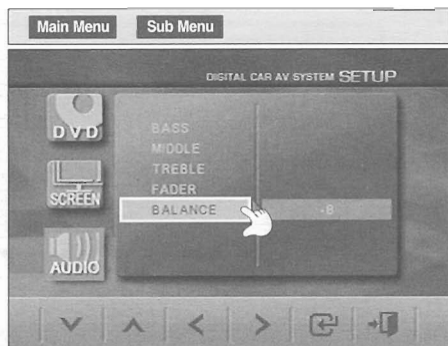 Main Menu Sub Menu
DIGITAL CAR AV SYSTEM SETUP
DVD
SCREEN
AUDIO
BASS
MIDDLE
TREBLE
FADER
BALANCE -8